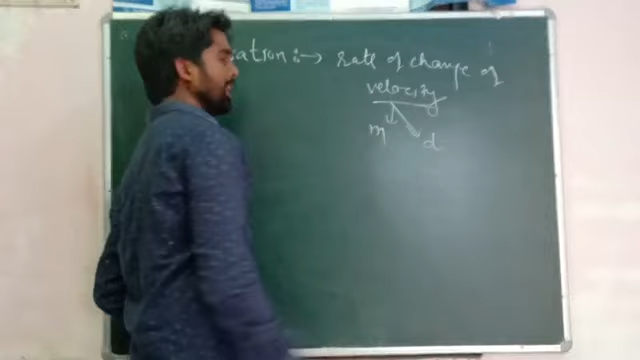 ation :→ rate of change of
velocity
m d